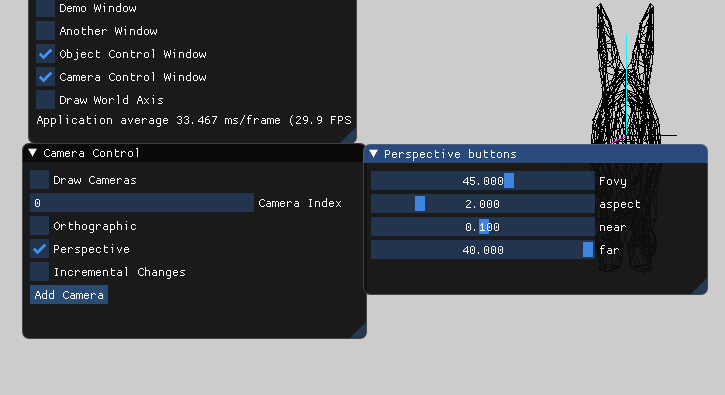 Demo Window
Another Window
Object Control Window
Camera Control Window
Draw World Axis
Application average 33.467 ms/frame (29.9 FPS
Camera Control
Draw Cameras
0 Camera Index
Orthographic
Perspective
Incremental Changes
Add Camera
Perspective buttons
45.000 Fovy
2.000 aspect
0.100 near
40.000 far